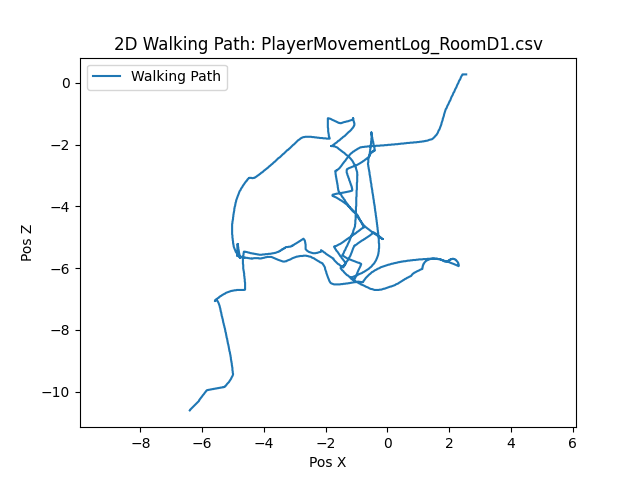 2D Walking Path: PlayerMovementLog_RoomD1.csv
Walking Path
0
−2
−4
−6
−8
−10
Pos Z
−8 −6 −4 −2 0 2 4 6
Pos X